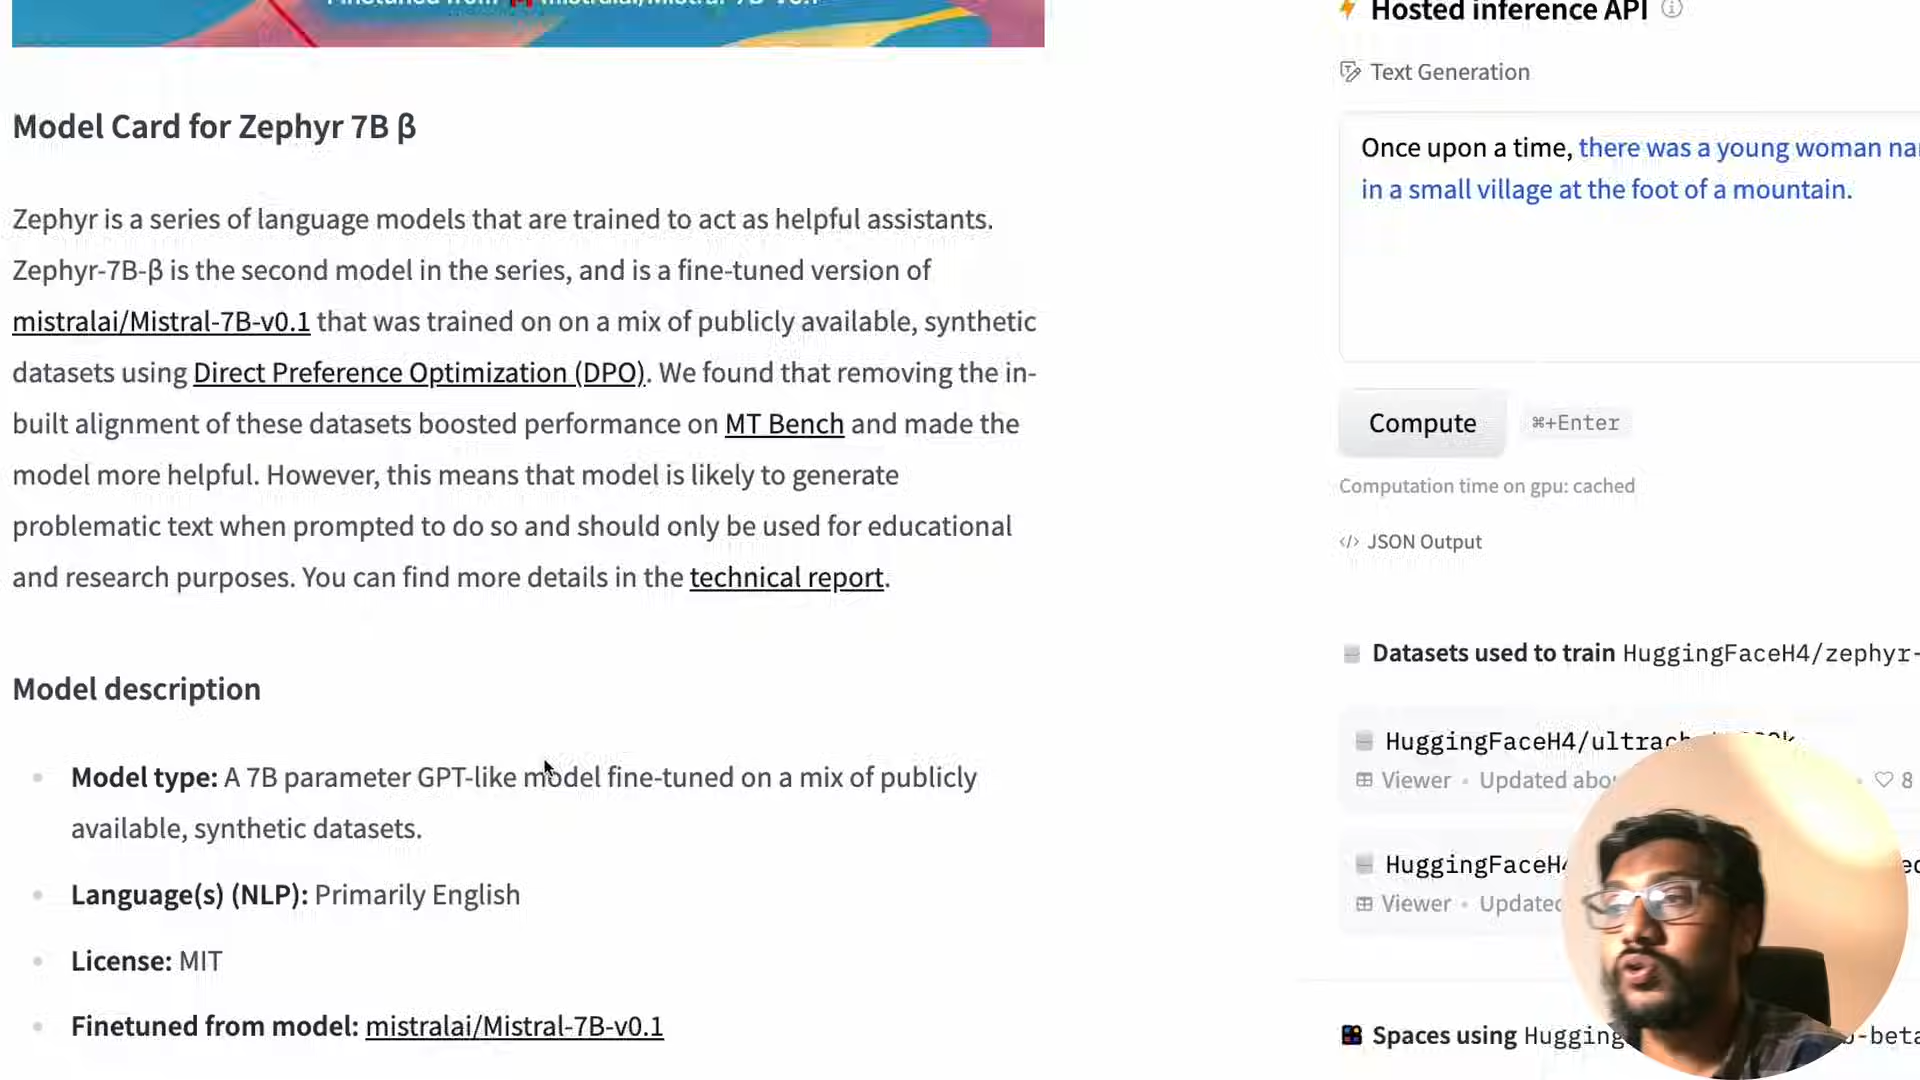 Finetuned from mistralai/Mistral-7B-v0.1
Model Card for Zephyr 7B β
Zephyr is a series of language models that are trained to act as helpful assistants.
Zephyr-7B-β is the second model in the series, and is a fine-tuned version of
mistralai/Mistral-7B-v0.1 that was trained on on a mix of publicly available, synthetic
datasets using Direct Preference Optimization (DPO). We found that removing the in-
built alignment of these datasets boosted performance on MT Bench and made the
model more helpful. However, this means that model is likely to generate
problematic text when prompted to do so and should only be used for educational
and research purposes. You can find more details in the technical report.
Model description
Model type: A 7B parameter GPT-like model fine-tuned on a mix of publicly
available, synthetic datasets.
Language(s) (NLP): Primarily English
License: MIT
Finetuned from model: mistralai/Mistral-7B-v0.1
Hosted inference API
Text Generation
Once upon a time, there was a young woman
in a small village at the foot of a mountain.
Compute ⌘+Enter
Computation time on gpu: cached
</> JSON Output
Datasets used to train HuggingFaceH4/zephyr-
HuggingFaceH4/
Viewer • Updated 8
Viewer •
Spaces using